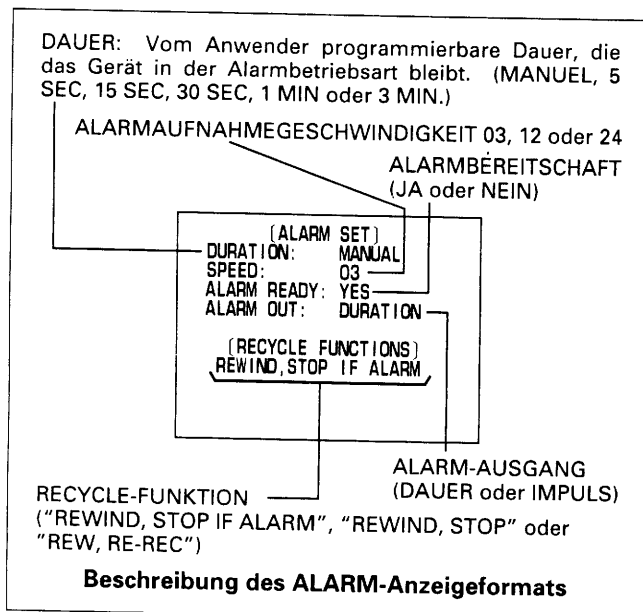 DAUER: Vom Anwender programmierbare Dauer, die
das Gerät in der Alarmbetriebsart bleibt. (MANUEL, 5
SEC, 15 SEC, 30 SEC, 1 MIN oder 3 MIN.)
ALARMAUFNAHMEGESCHWINDIGKEIT 03, 12 oder 24
ALARMBEREITSCHAFT
(JA oder NEIN)
(ALARM SET)
DURATION: MANUAL
SPEED: 03
ALARM READY: YES
ALARM OUT: DURATION
(RECYCLE FUNCTIONS)
REWIND,STOP IF ALARM
ALARM-AUSGANG
(DAUER oder IMPULS)
RECYCLE-FUNKTION
("REWIND, STOP IF ALARM", "REWIND, STOP" oder
"REW, RE-REC")
Beschreibung des ALARM-Anzeigeformats